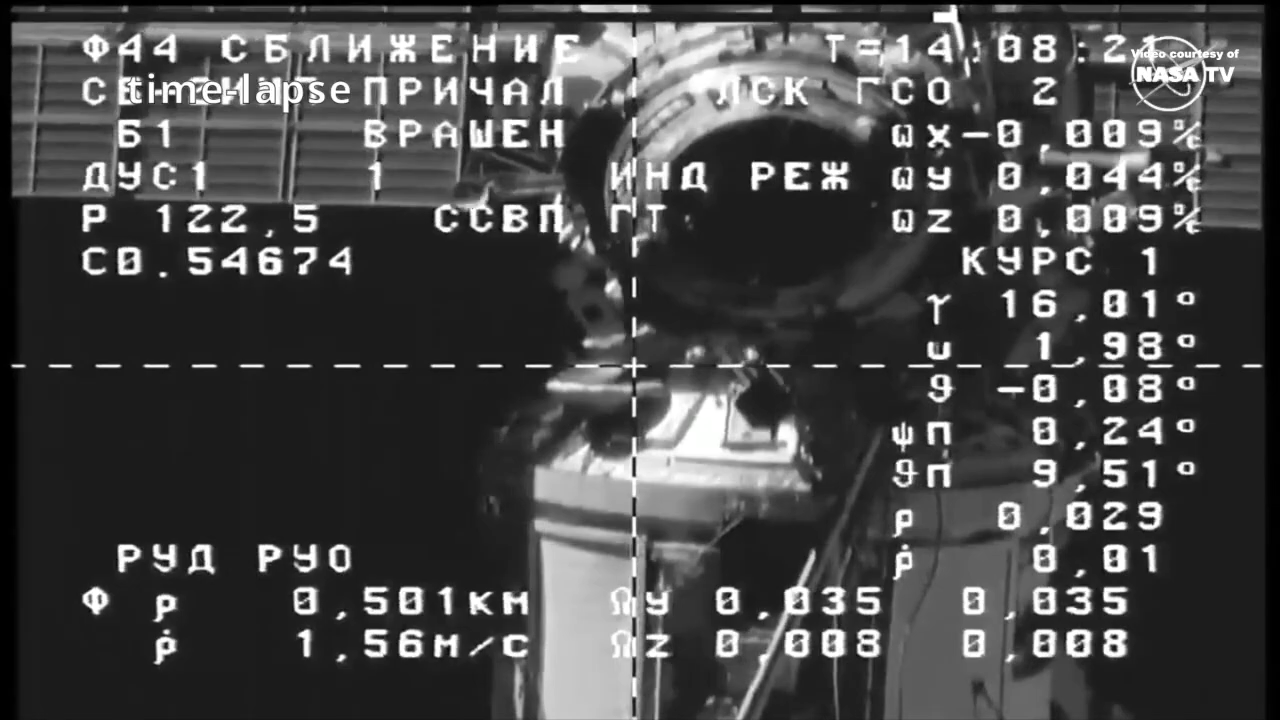 Ф44 СБЛИЖЕНИЕ Т=14:08:21
Video courtesy of
NASA TV
time-lapse
ПРИЧАЛ ЛСК ГСО 2
Б1 ВРАЩЕН ωX-0,009°/с
ДУС1 1 ИНД РЕЖ ωУ 0,044°/с
Р 122,5 ССВП ГТ ωZ 0,009°/с
С0.54674 КУРС 1
γ 16,01°
ψ 1,98°
ϑ -0,08°
ψП 0,24°
ϑП 9,51°
ρ 0,029
ρ̇ 0,01
РУД РУО
Ф ρ 0,501км Ωу 0,035 0,035
ρ̇ 1,56м/с Ωz 0,008 0,008